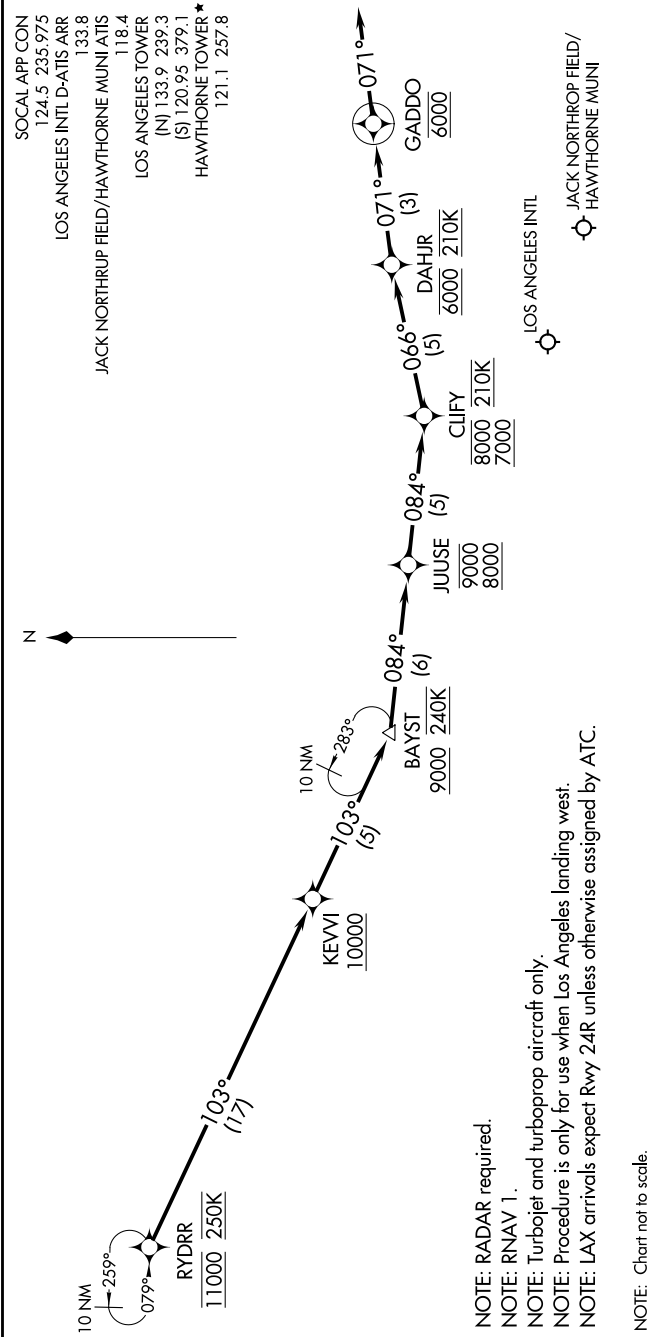 SOCAL APP CON
124.5 235.975
LOS ANGELES INTL D-ATIS ARR
133.8
JACK NORTHRUP FIELD/HAWTHORNE MUNI ATIS
118.4
LOS ANGELES TOWER
(N) 133.9 239.3
(S) 120.95 379.1
HAWTHORNE TOWER★
121.1 257.8
N
10 NM
259°
079°
RYDRR
11000 250K
103°
(17)
KEVVI
10000
103°
(5)
10 NM
283°
BAYST
9000 240K
084°
(6)
JUUSE
9000
8000
084°
(5)
CLIFY
8000 210K
7000
066°
(5)
DAHJR
6000 210K
071°
(3)
GADDO
6000
071°
LOS ANGELES INTL
JACK NORTHROP FIELD/
HAWTHORNE MUNI
NOTE: RADAR required.
NOTE: RNAV 1.
NOTE: Turbojet and turboprop aircraft only.
NOTE: Procedure is only for use when Los Angeles landing west.
NOTE: LAX arrivals expect Rwy 24R unless otherwise assigned by ATC.
NOTE: Chart not to scale.